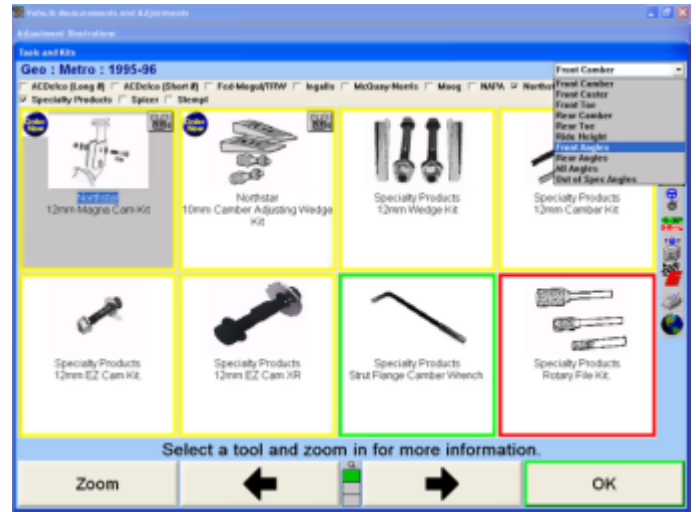 Vehicle Measurements and Adjustments
Adjustment Illustrations
Tools and Kits
Geo : Metro : 1995-96
Front Camber
ACDelco (Long #) ACDelco (Short #) Fed-Mogul/TRW Ingalls McQuay-Norris Moog NAPA
Specialty Products Spicer Stempf
Front Camber
Front Caster
Front Toe
Rear Camber
Rear Toe
Ride Height
Front Angles
Rear Angles
All Angles
Out of Spec Angles
Order Now
Order Now
Northstar
12mm Magna Cam Kit
Northstar
10mm Camber Adjusting Wedge Kit
Specialty Products
12mm Wedge Kit
Specialty Products
12mm Camber Kit
Specialty Products
12mm EZ Cam Kit
Specialty Products
12mm EZ Cam XR
Specialty Products
Strut Flange Camber Wrench
Specialty Products
Rotary File Kit
Select a tool and zoom in for more information.
Zoom
OK